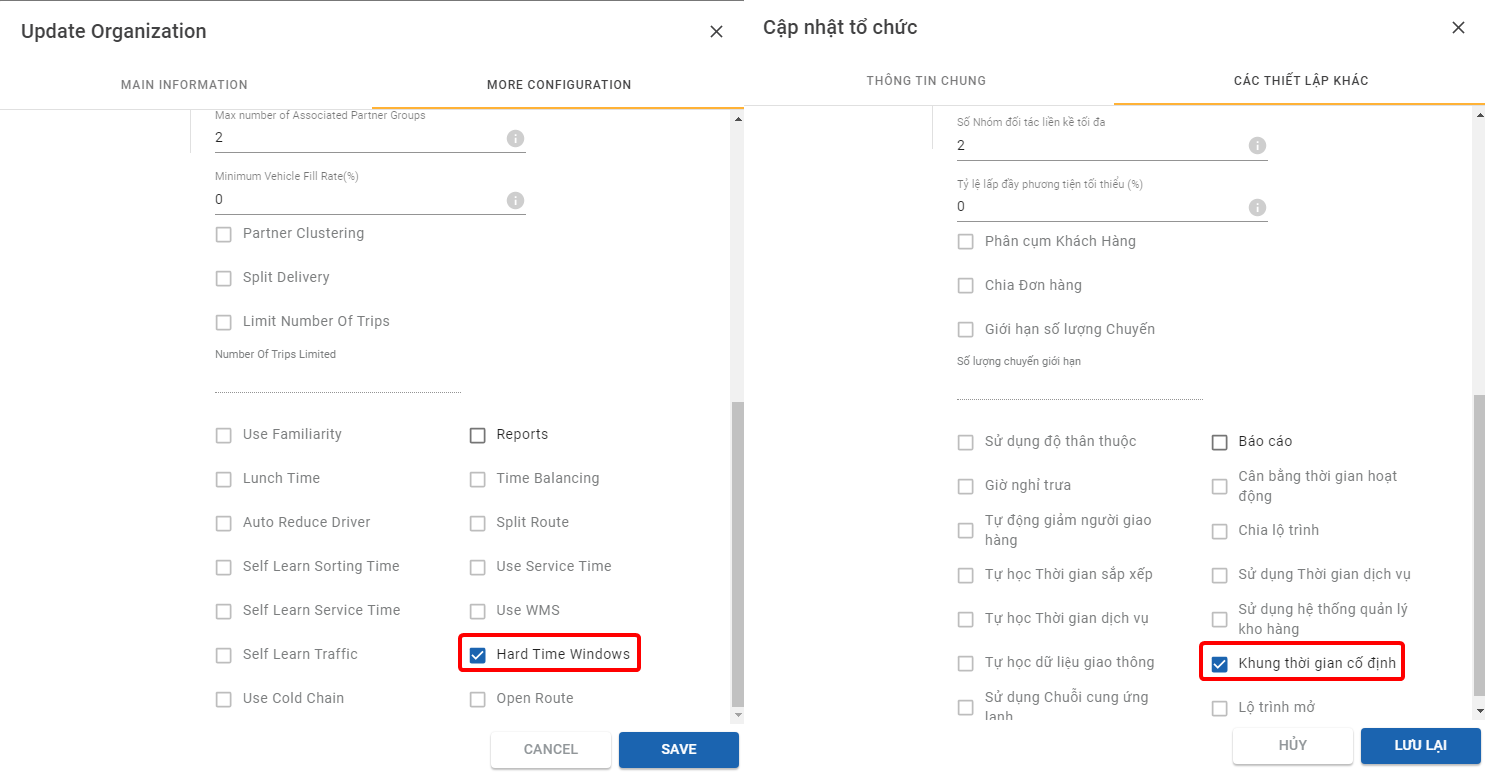 Update Organization
MAIN INFORMATION
MORE CONFIGURATION
Max number of Associated Partner Groups
2
Minimum Vehicle Fill Rate(%)
0
Partner Clustering
Split Delivery
Limit Number Of Trips
Number Of Trips Limited
Use Familiarity
Reports
Lunch Time
Time Balancing
Auto Reduce Driver
Split Route
Self Learn Sorting Time
Use Service Time
Self Learn Service Time
Use WMS
Self Learn Traffic
Hard Time Windows
Use Cold Chain
Open Route
CANCEL
SAVE
Cập nhật tổ chức
THÔNG TIN CHUNG
CÁC THIẾT LẬP KHÁC
Số Nhóm đối tác liền kề tối đa
2
Tỷ lệ lấp đầy phương tiện tối thiểu (%)
0
Phân cụm Khách Hàng
Chia Đơn hàng
Giới hạn số lượng Chuyến
Số lượng chuyến giới hạn
Sử dụng độ thân thuộc
Báo cáo
Giờ nghỉ trưa
Cân bằng thời gian hoạt
động
Tự động giảm người giao
hàng
Chia lộ trình
Tự học Thời gian sắp xếp
Sử dụng Thời gian dịch vụ
Tự học Thời gian dịch vụ
Sử dụng hệ thống quản lý
kho hàng
Tự học dữ liệu giao thông
Khung thời gian cố định
Sử dụng Chuỗi cung ứng
lạnh
Lộ trình mở
HỦY
LƯU LẠI